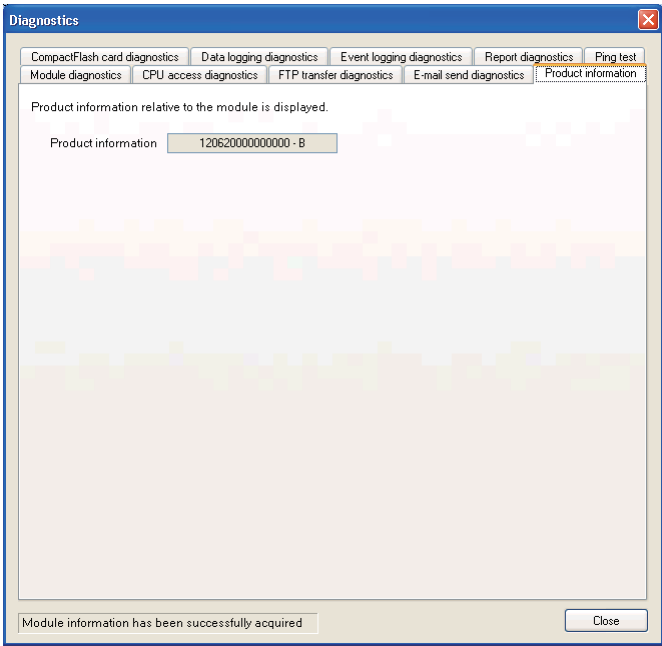 Diagnostics
CompactFlash card diagnostics Data logging diagnostics Event logging diagnostics Report diagnostics Ping test
Module diagnostics CPU access diagnostics FTP transfer diagnostics E-mail send diagnostics Product information
Product information relative to the module is displayed.
Product information 120620000000000 - B
Module information has been successfully acquired Close